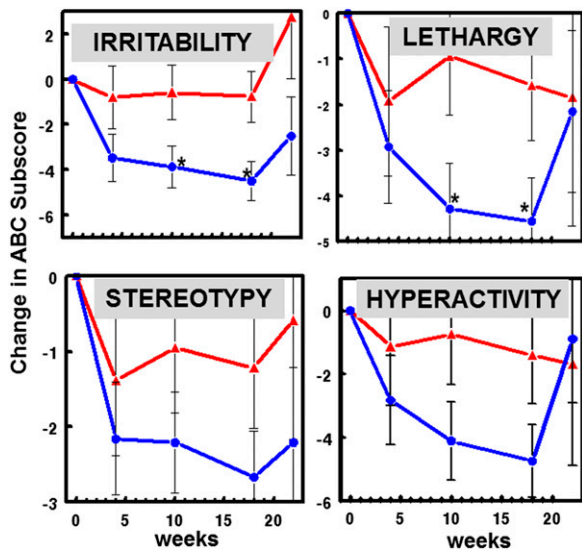 Change in ABC Subscore
IRRITABILITY
2
0
-2
-4
-6
*
*
LETHARGY
0
-1
-2
-3
-4
-5
*
*
STEREOTYPY
0
-1
-2
-3
0 5 10 15 20
weeks
HYPERACTIVITY
0
-2
-4
-6
0 5 10 15 20
weeks